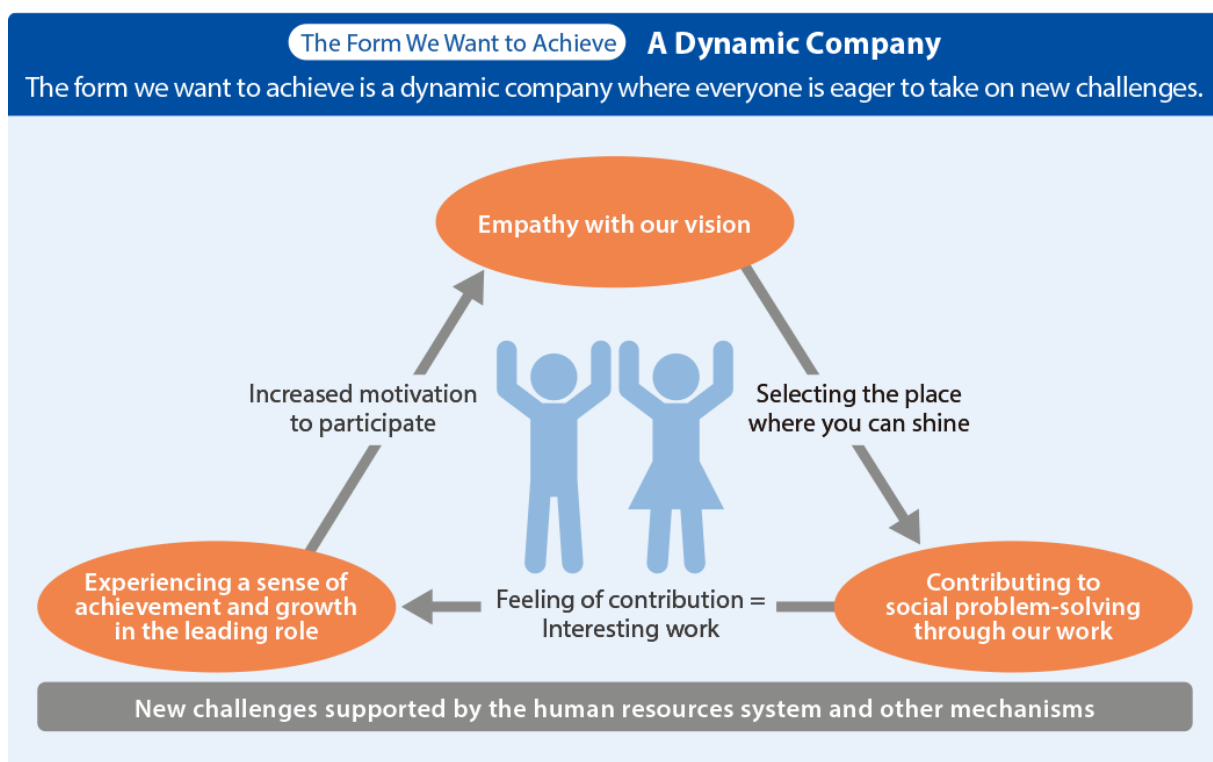 The Form We Want to Achieve A Dynamic Company
The form we want to achieve is a dynamic company where everyone is eager to take on new challenges.
Empathy with our vision
Increased motivation
to participate
Selecting the place
where you can shine
Experiencing a sense of
achievement and growth
in the leading role
Feeling of contribution =
Interesting work
Contributing to
social problem-solving
through our work
New challenges supported by the human resources system and other mechanisms